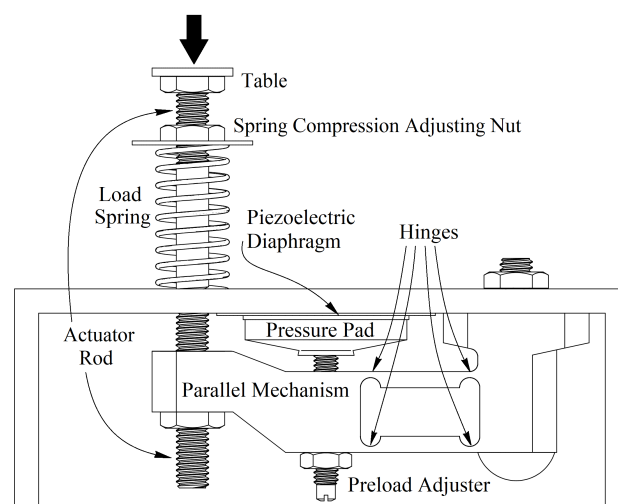 Table
Spring Compression Adjusting Nut
Load
Spring
Piezoelectric
Diaphragm
Hinges
Pressure Pad
Actuator
Rod
Parallel Mechanism
Preload Adjuster